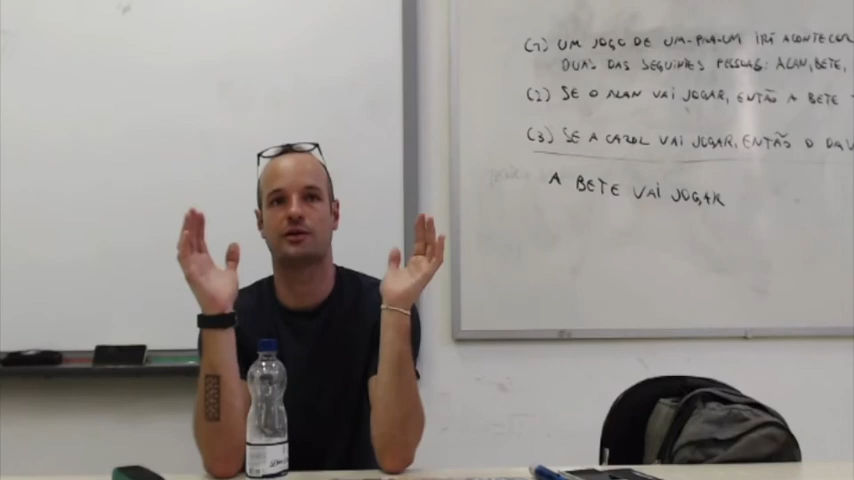 (1) UM JOGO DE UM-PRA-UM IRÁ ACONTECER
DUAS DAS SEGUINTES PESSOAS: ALAN, BETE,
(2) SE O ALAN VAI JOGAR, ENTÃO A BETE
(3) SE A CAROL VAI JOGAR, ENTÃO O
A BETE VAI JOGAR